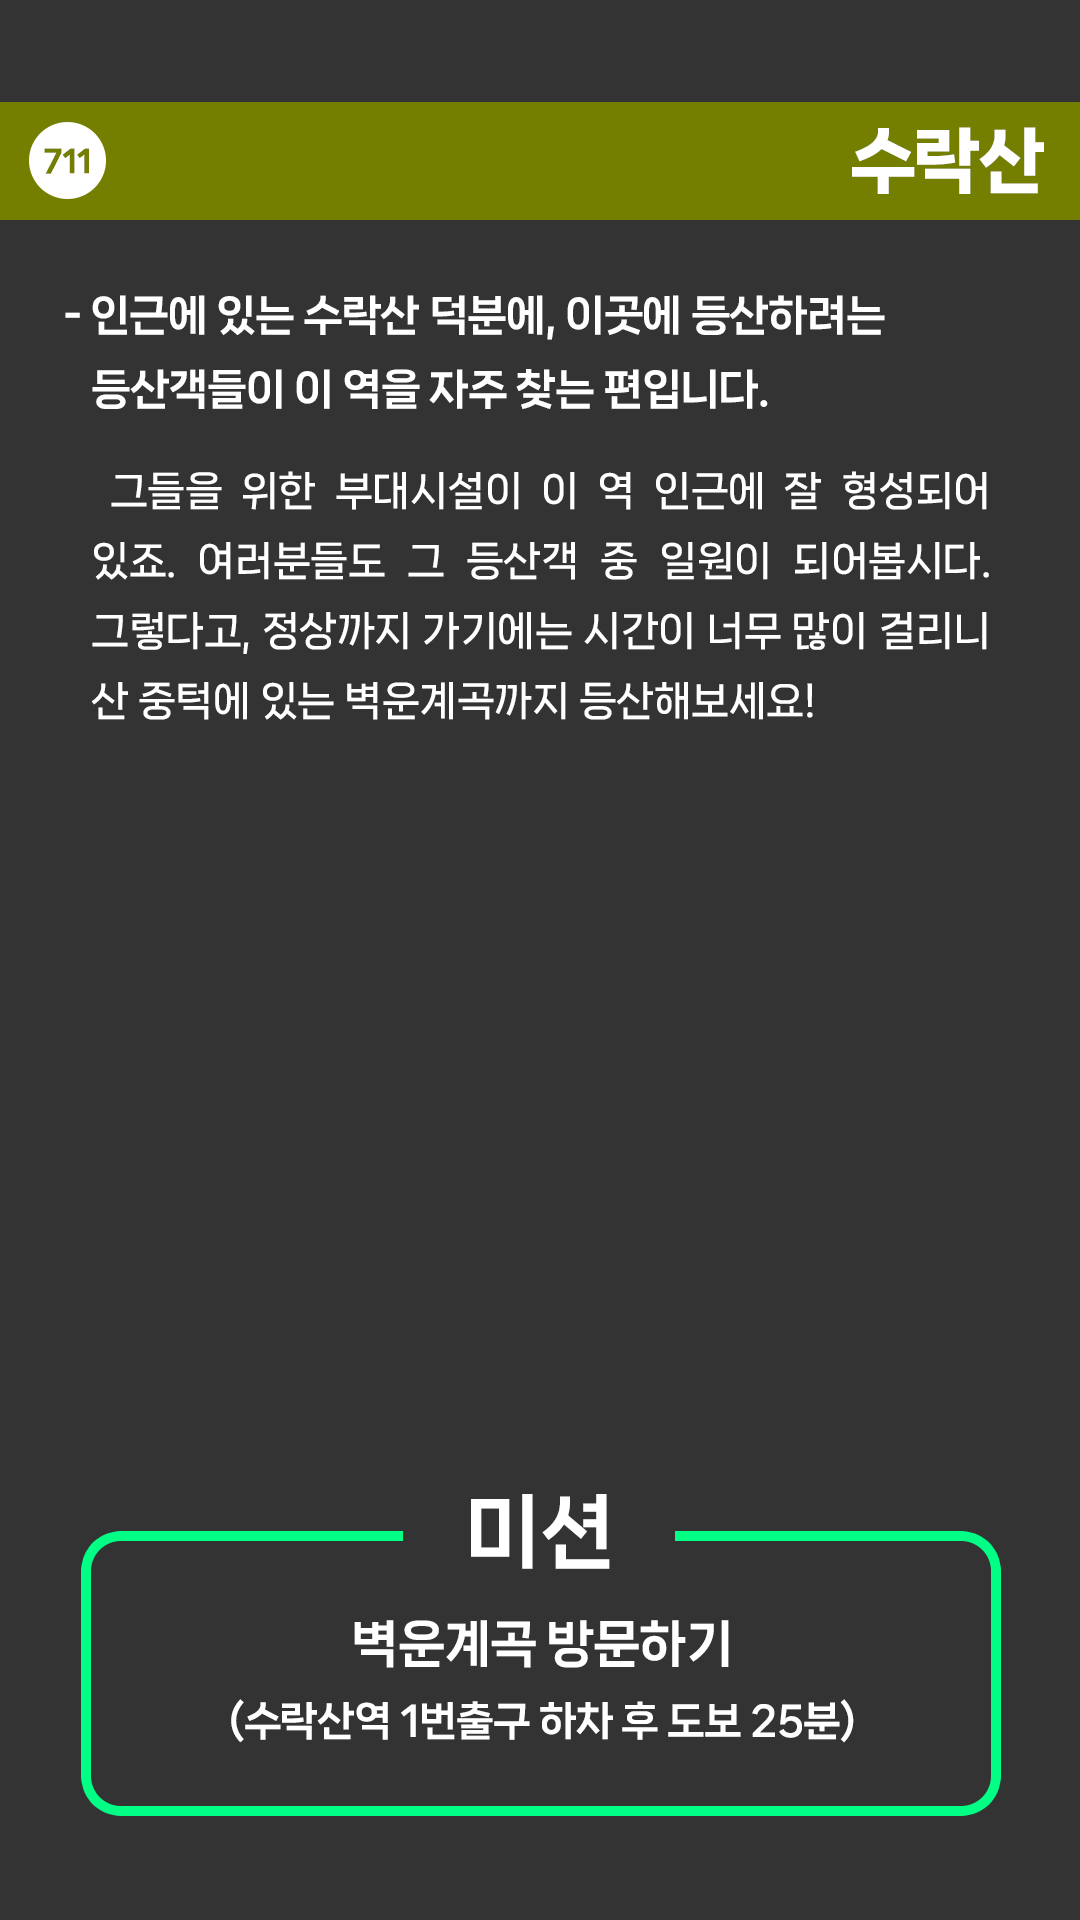 711
수락산
- 인근에 있는 수락산 덕분에, 이곳에 등산하려는
등산객들이 이 역을 자주 찾는 편입니다.
그들을 위한 부대시설이 이 역 인근에 잘 형성되어
있죠. 여러분들도 그 등산객 중 일원이 되어봅시다.
그렇다고, 정상까지 가기에는 시간이 너무 많이 걸리니
산 중턱에 있는 벽운계곡까지 등산해보세요!
미션
벽운계곡 방문하기
(수락산역 1번출구 하차 후 도보 25분)